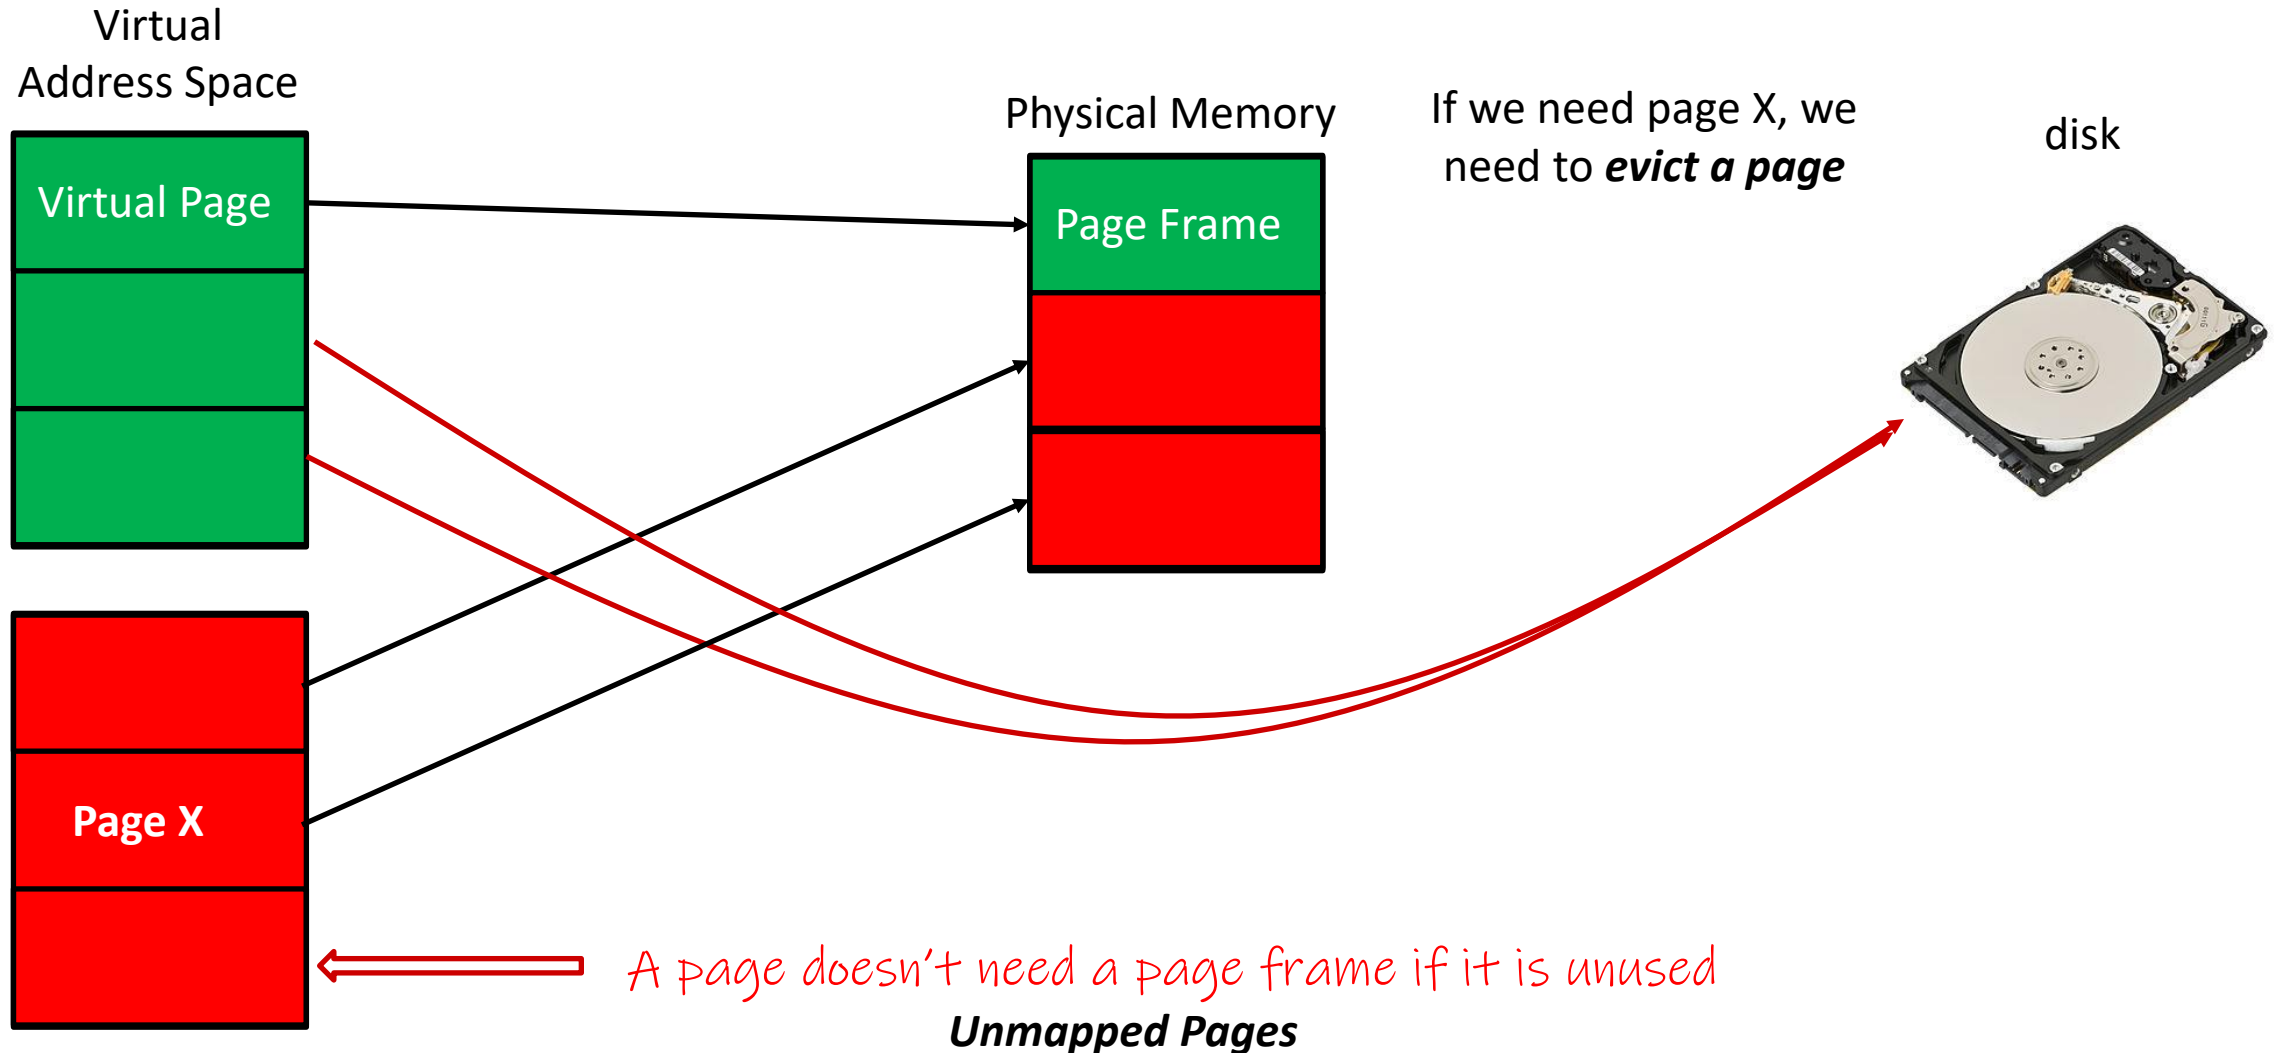 Virtual
Address Space
Physical Memory
If we need page X, we
need to evict a page
disk
Virtual Page
Page Frame
Page X
A page doesn't need a page frame if it is unused
Unmapped Pages